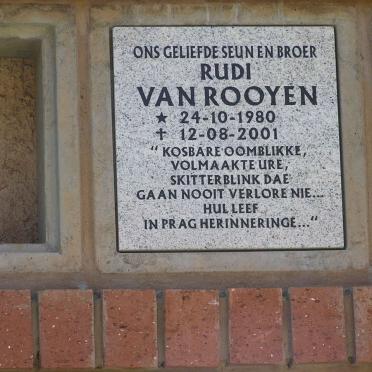 ONS GELIEFDE SEUN EN BROER
RUDI
VAN ROOYEN
★ 24-10-1980
✝ 12-08-2001
“ KOSBARE OOMBLIKKE,
VOLMAAKTE URE,
SKITTERBLINK DAE
GAAN NOOIT VERLORE NIE...
HUL LEEF
IN PRAG HERINNERINGE...“